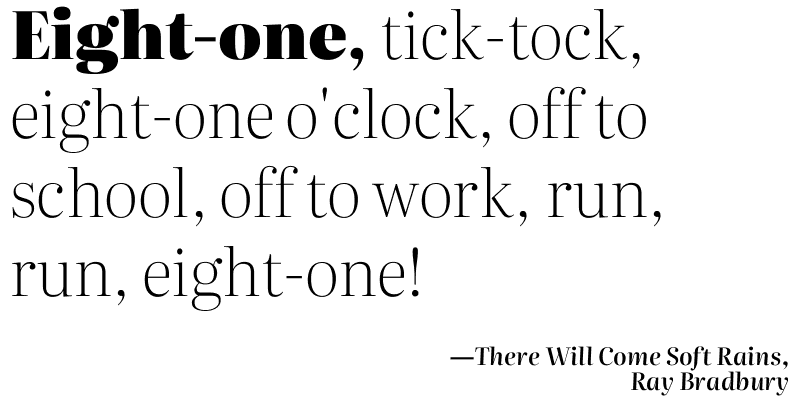 Eight-one, tick-tock,
eight-one o'clock, off to
school, off to work, run,
run, eight-one!
—There Will Come Soft Rains,
Ray Bradbury